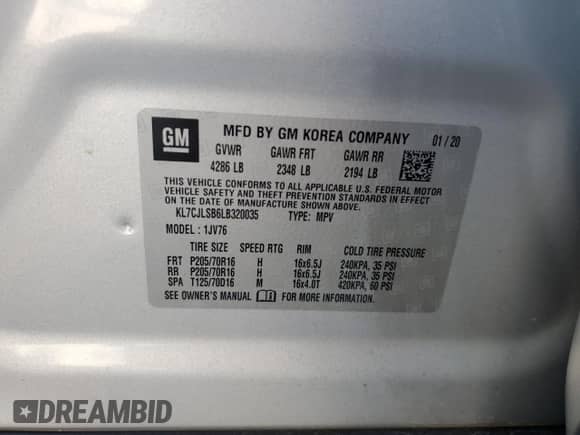 GM
MFD BY GM KOREA COMPANY 01/20
GVWR GAWR FRT GAWR RR
4286 LB 2348 LB 2194 LB
THIS VEHICLE CONFORMS TO ALL APPLICABLE U.S. FEDERAL MOTOR
VEHICLE SAFETY AND THEFT PREVENTION STANDARDS IN EFFECT
ON THE DATE OF MANUFACTURE SHOWN ABOVE.
KL7CJLSB6LB320035 TYPE: MPV
MODEL: 1JV76
TIRE SIZE SPEED RTG RIM COLD TIRE PRESSURE
FRT P205/70R16 H 16x6.5J 240KPA, 35 PSI
RR P205/70R16 H 16x6.5J 240KPA, 35 PSI
SPA T125/70D16 M 16x4.0T 420KPA, 60 PSI
SEE OWNER'S MANUAL FOR MORE INFORMATION.
DREAMBID